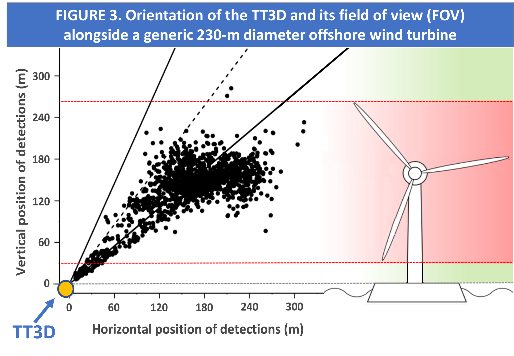 FIGURE 3. Orientation of the TT3D and its field of view (FOV)
alongside a generic 230-m diameter offshore wind turbine
Vertical position of detections (m)
300
240
180
120
60
0
0 60 120 180 240 300
TT3D
Horizontal position of detections (m)